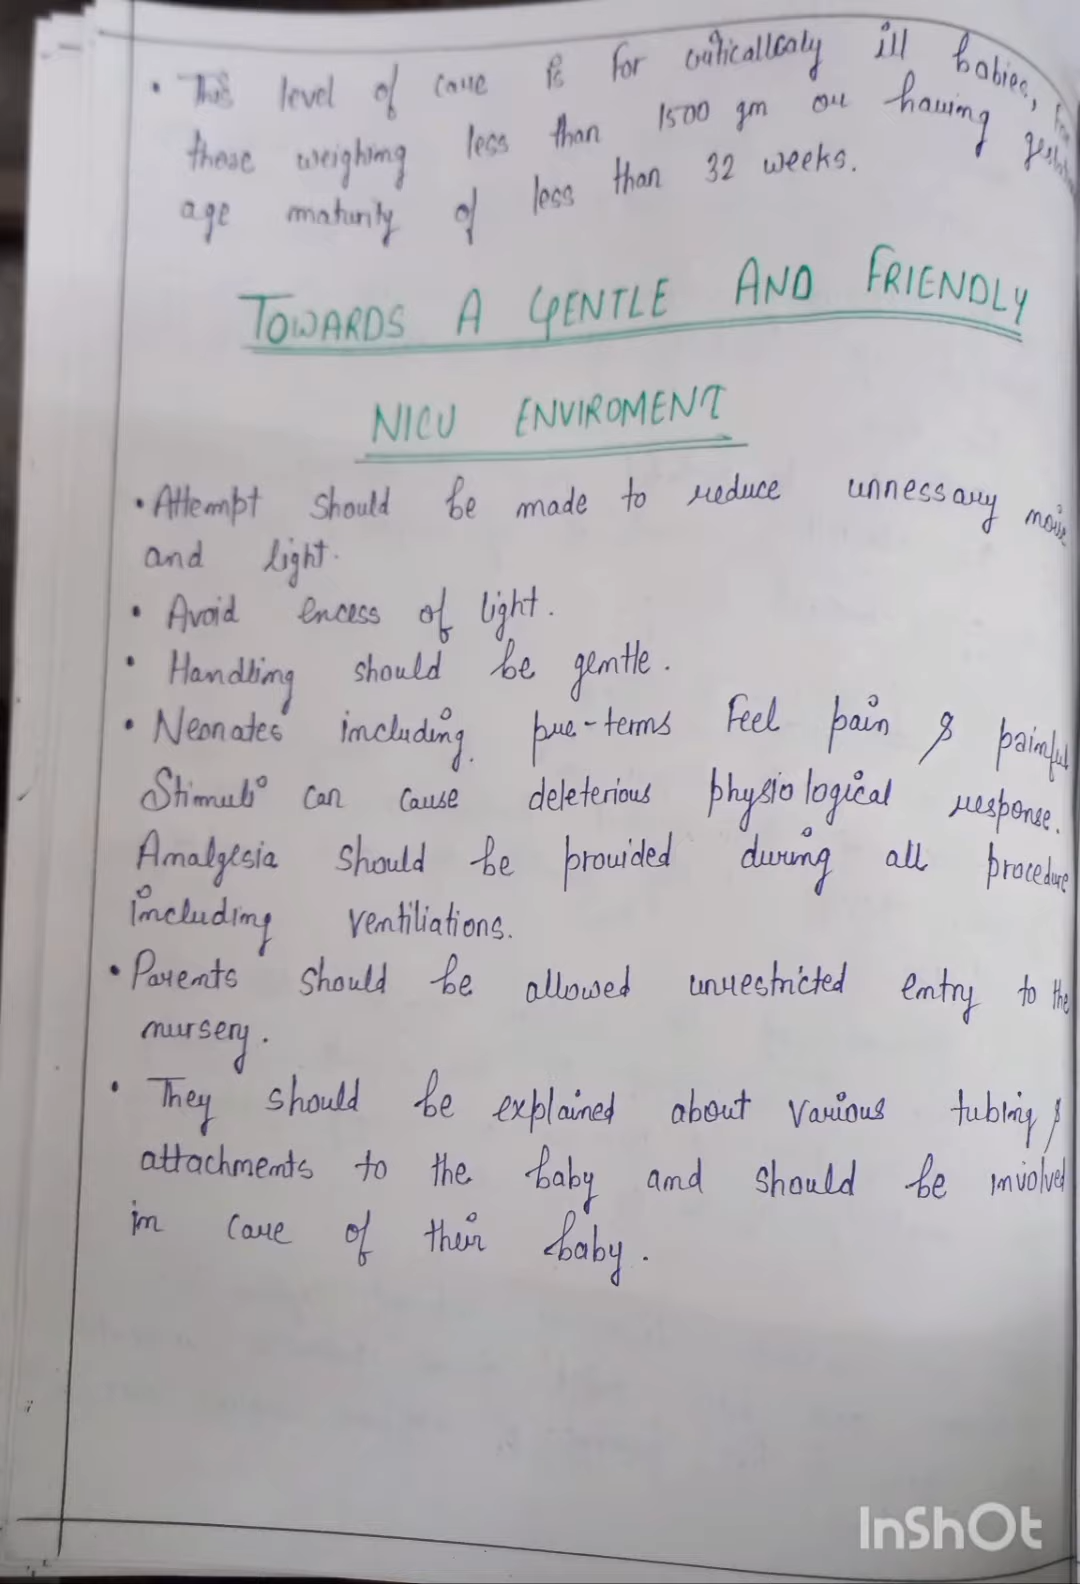 • This level of care is for criticallcaly ill babies, for
those weighing less than 1500 gm or having gestation
age maturity of less than 32 weeks.
TOWARDS A GENTLE AND FRIENDLY
NICU ENVIROMENT
• Attempt should be made to reduce unnessary noise
and light.
• Avoid encess of light.
• Handling should be gentle.
• Neonates including pre-terms Feel pain & painful
Stimuli can cause deleterious physiological response.
Analgesia should be provided during all procedure
including ventiliations.
• Parents should be allowed unrestricted entry to the
nursery.
• They should be explained about various tubing &
attachments to the baby and should be involved
in care of their baby.
InShOt